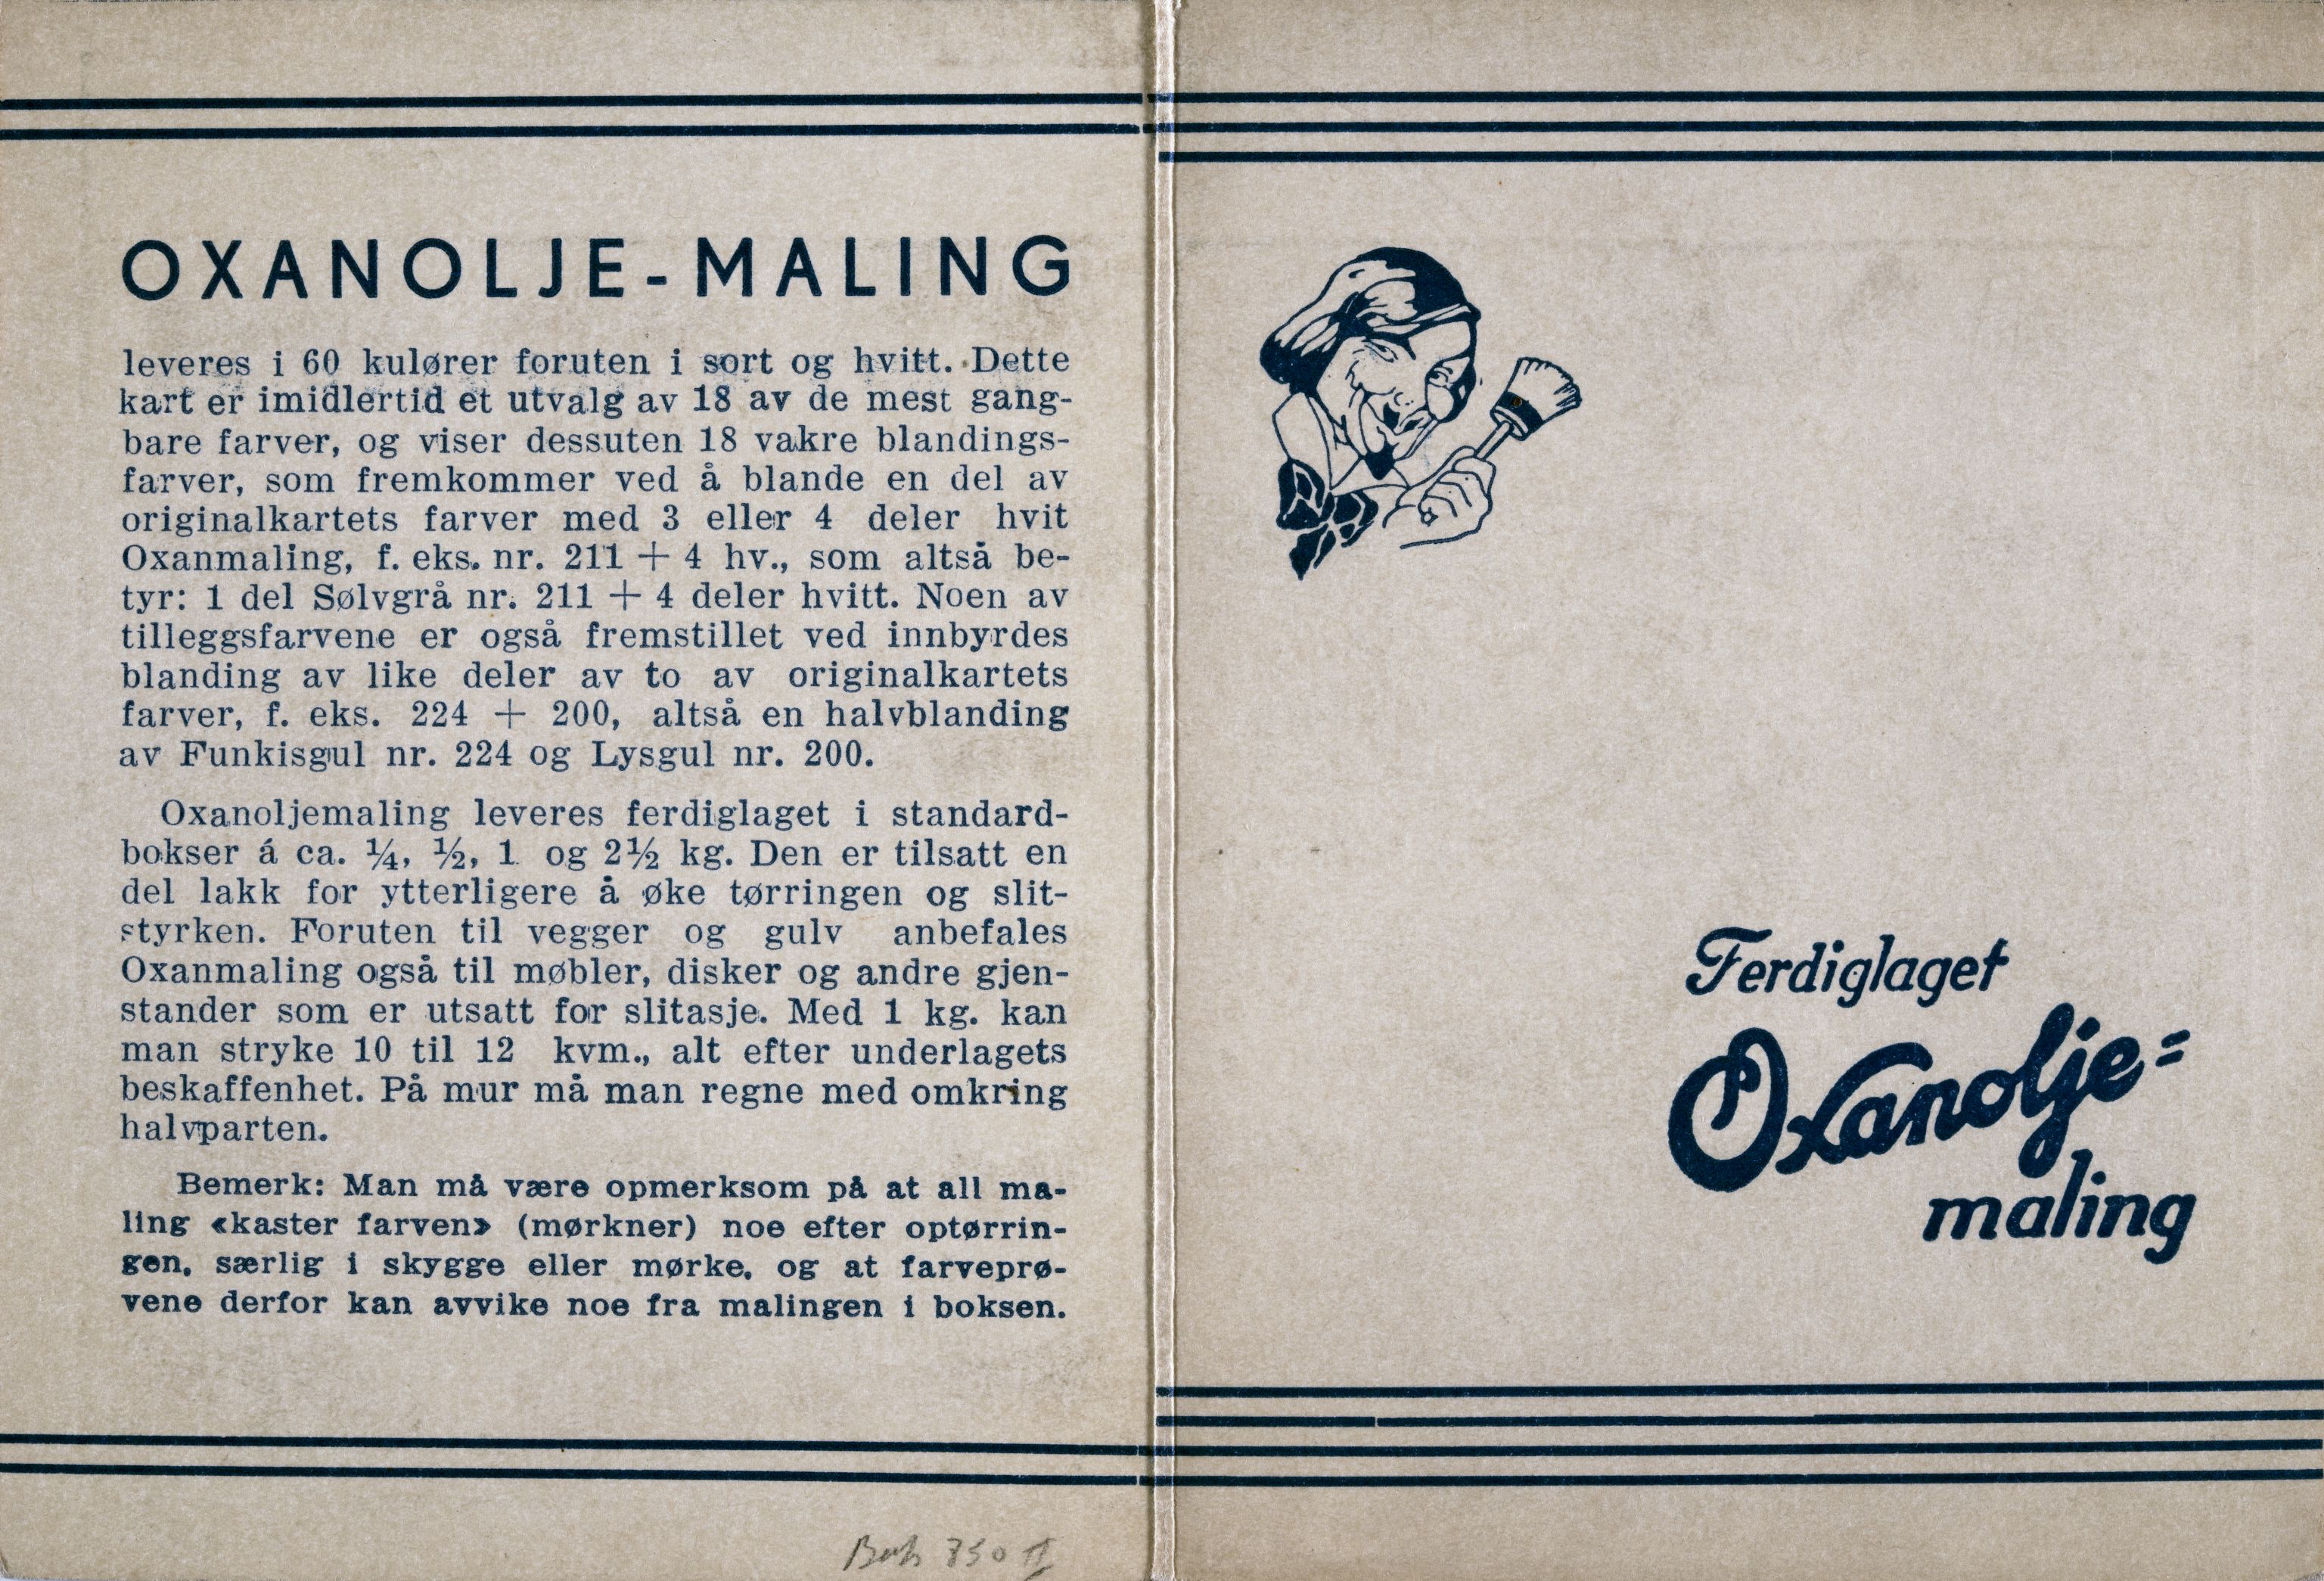 OXANOLJE-MALING
leveres i 60 kulører foruten i sort og hvitt. Dette
kart er imidlertid et utvalg av 18 av de mest gang-
bare farver, og viser dessuten 18 vakre blandings-
farver, som fremkommer ved å blande en del av
originalkartets farver med 3 eller 4 deler hvit
Oxanmaling, f. eks. nr. 211 + 4 hv., som altså be-
tyr: 1 del Sølvgrå nr. 211 + 4 deler hvitt. Noen av
tilleggsfarvene er også fremstillet ved innbyrdes
blanding av like deler av to av originalkartets
farver, f. eks. 224 + 200, altså en halvblanding
av Funkisgul nr. 224 og Lysgul nr. 200.
Oxanoljemaling leveres ferdiglaget i standard-
bokser á ca. ¼, ½, 1 og 2½ kg. Den er tilsatt en
del lakk for ytterligere å øke tørringen og slit-
styrken. Foruten til vegger og gulv anbefales
Oxanmaling også til møbler, disker og andre gjen-
stander som er utsatt for slitasje. Med 1 kg. kan
man stryke 10 til 12 kvm., alt efter underlagets
beskaffenhet. På mur må man regne med omkring
halvparten.
Bemerk: Man må være opmerksom på at all ma-
ling «kaster farven» (mørkner) noe efter optørrin-
gen, særlig i skygge eller mørke, og at farveprø-
vene derfor kan avvike noe fra malingen i boksen.
850 II
Ferdiglaget
Oxanolje=
maling